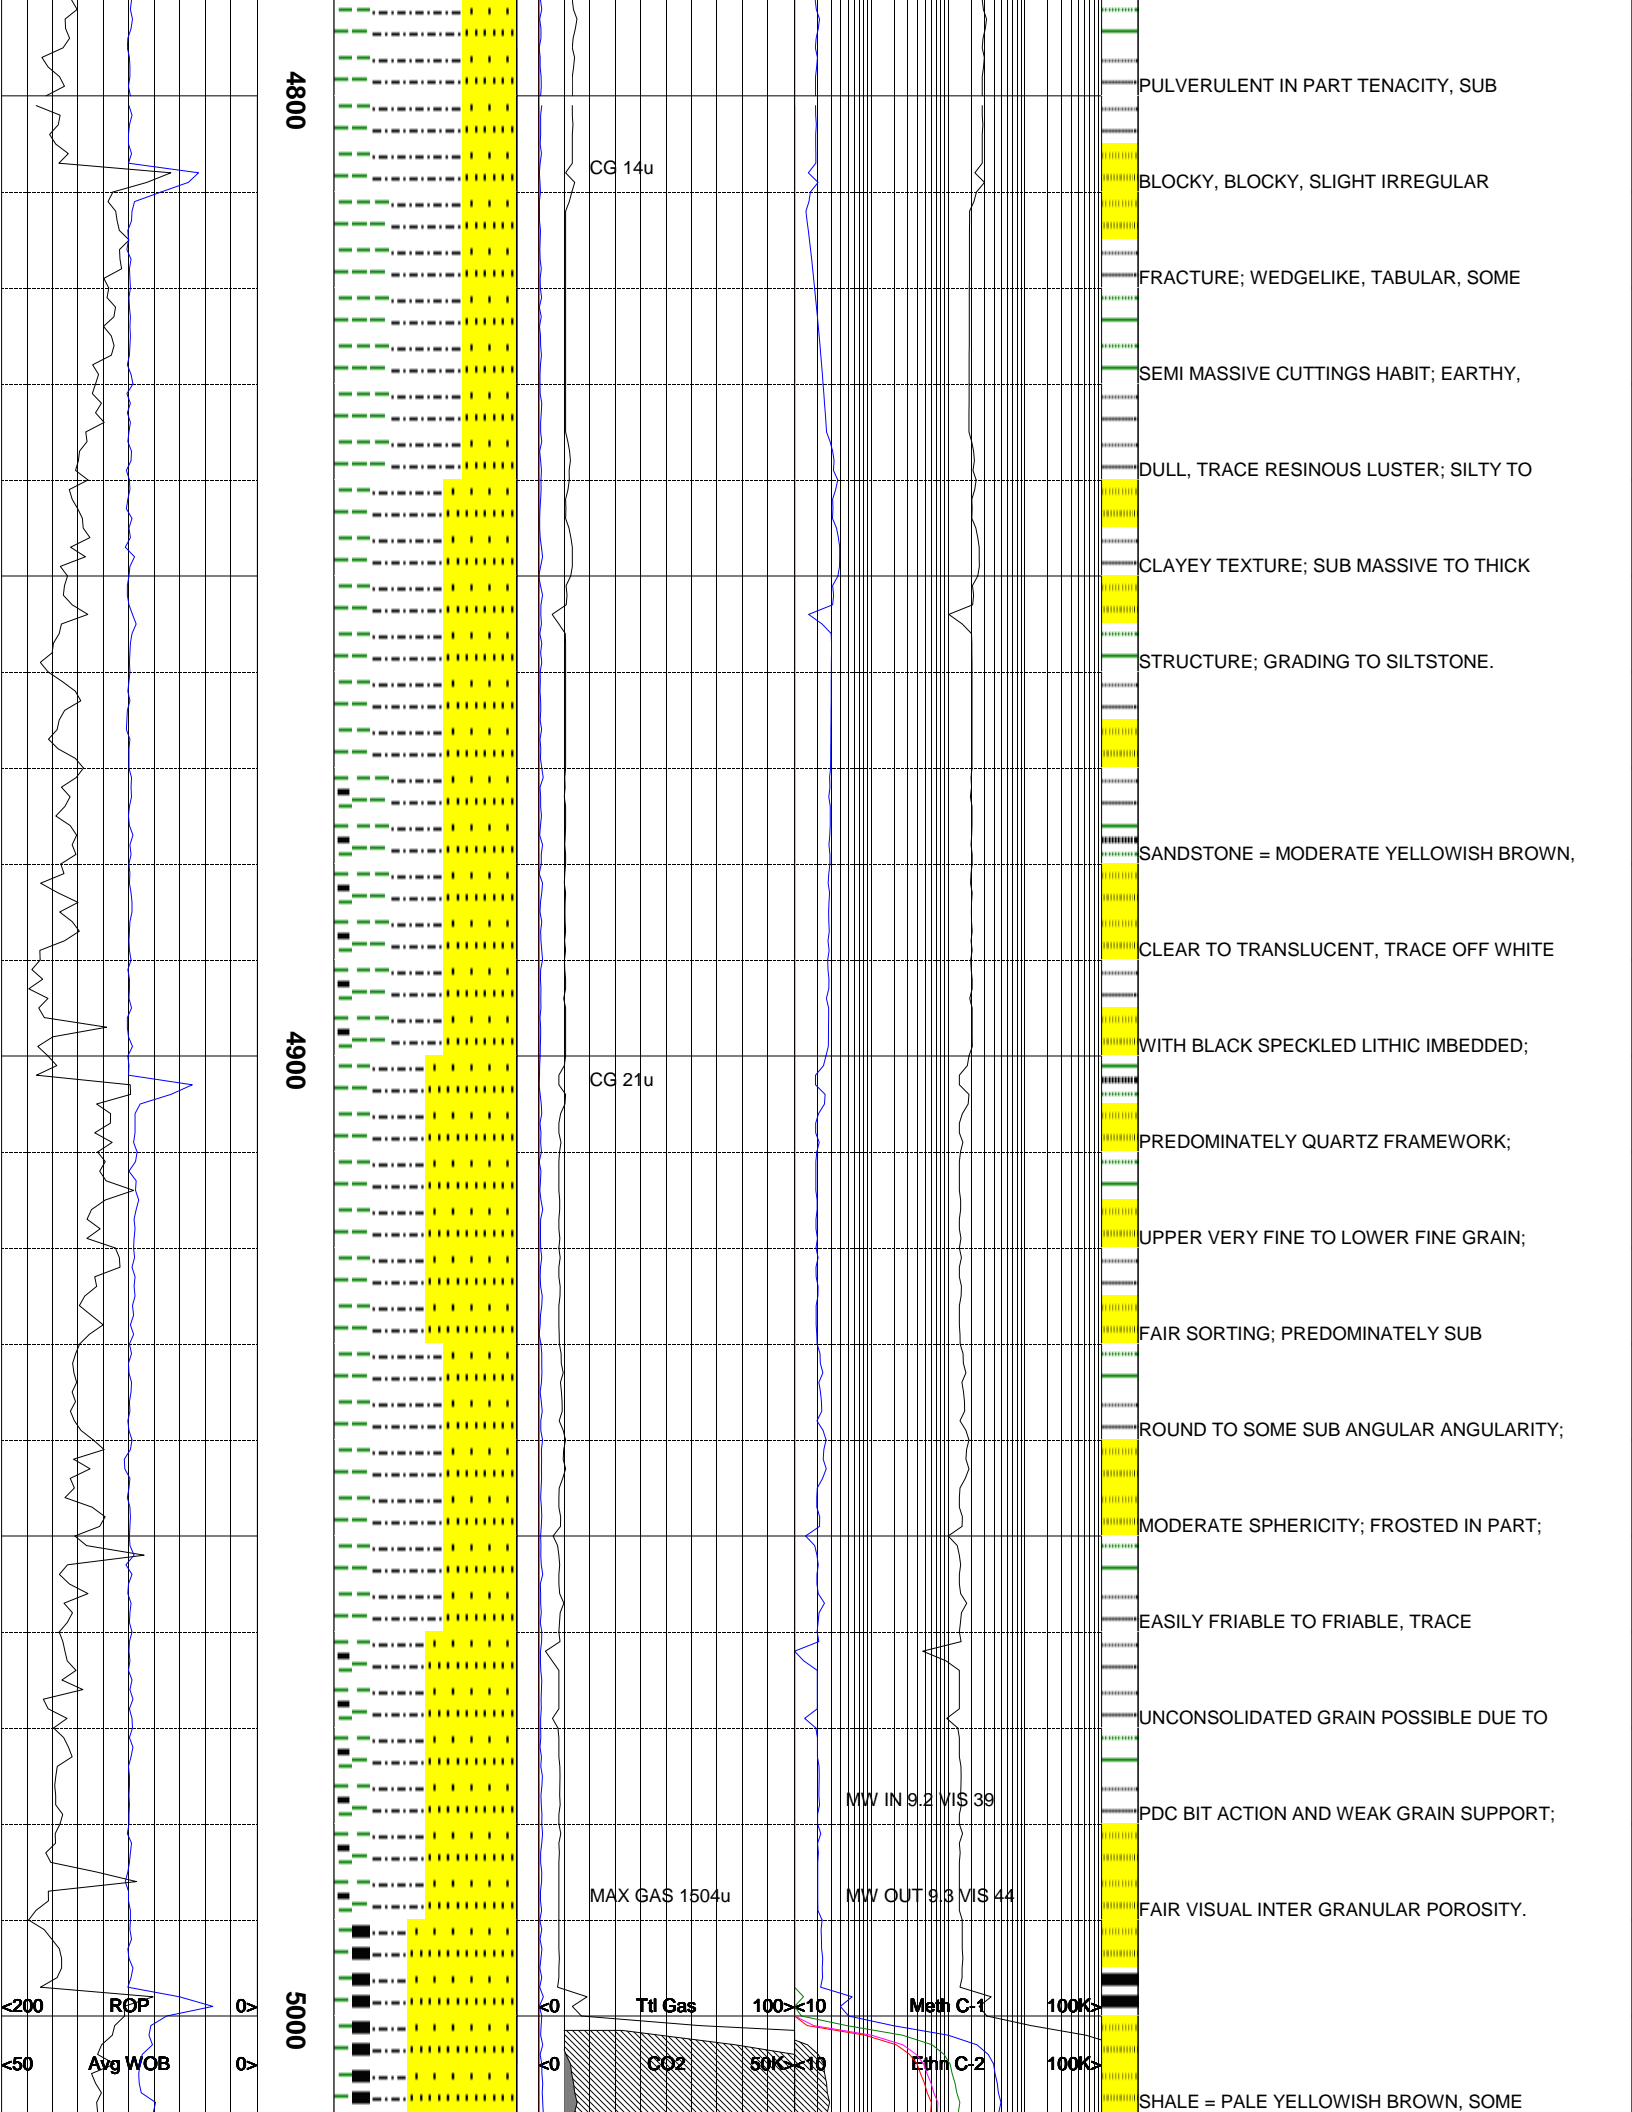 4800
PULVERULENT IN PART TENACITY, SUB
CG 14u
BLOCKY, BLOCKY, SLIGHT IRREGULAR
FRACTURE; WEDGELIKE, TABULAR, SOME
SEMI MASSIVE CUTTINGS HABIT; EARTHY,
DULL, TRACE RESINOUS LUSTER; SILTY TO
CLAYEY TEXTURE; SUB MASSIVE TO THICK
STRUCTURE; GRADING TO SILTSTONE.
SANDSTONE = MODERATE YELLOWISH BROWN,
CLEAR TO TRANSLUCENT, TRACE OFF WHITE
WITH BLACK SPECKLED LITHIC IMBEDDED;
4900
CG 21u
PREDOMINATELY QUARTZ FRAMEWORK;
UPPER VERY FINE TO LOWER FINE GRAIN;
FAIR SORTING; PREDOMINATELY SUB
ROUND TO SOME SUB ANGULAR ANGULARITY;
MODERATE SPHERICITY; FROSTED IN PART;
EASILY FRIABLE TO FRIABLE, TRACE
UNCONSOLIDATED GRAIN POSSIBLE DUE TO
MW IN 9.2 VIS 39
PDC BIT ACTION AND WEAK GRAIN SUPPORT;
MAX GAS 1504u
MW OUT 9.3 VIS 44
FAIR VISUAL INTER GRANULAR POROSITY.
<200 ROP 0>
5000
<0 Ttl Gas 100>
<10 Meth C-1 100K>
<50 Avg WOB 0>
<0 CO2 50K>
<10 Ethn C-2 100K>
SHALE = PALE YELLOWISH BROWN, SOME